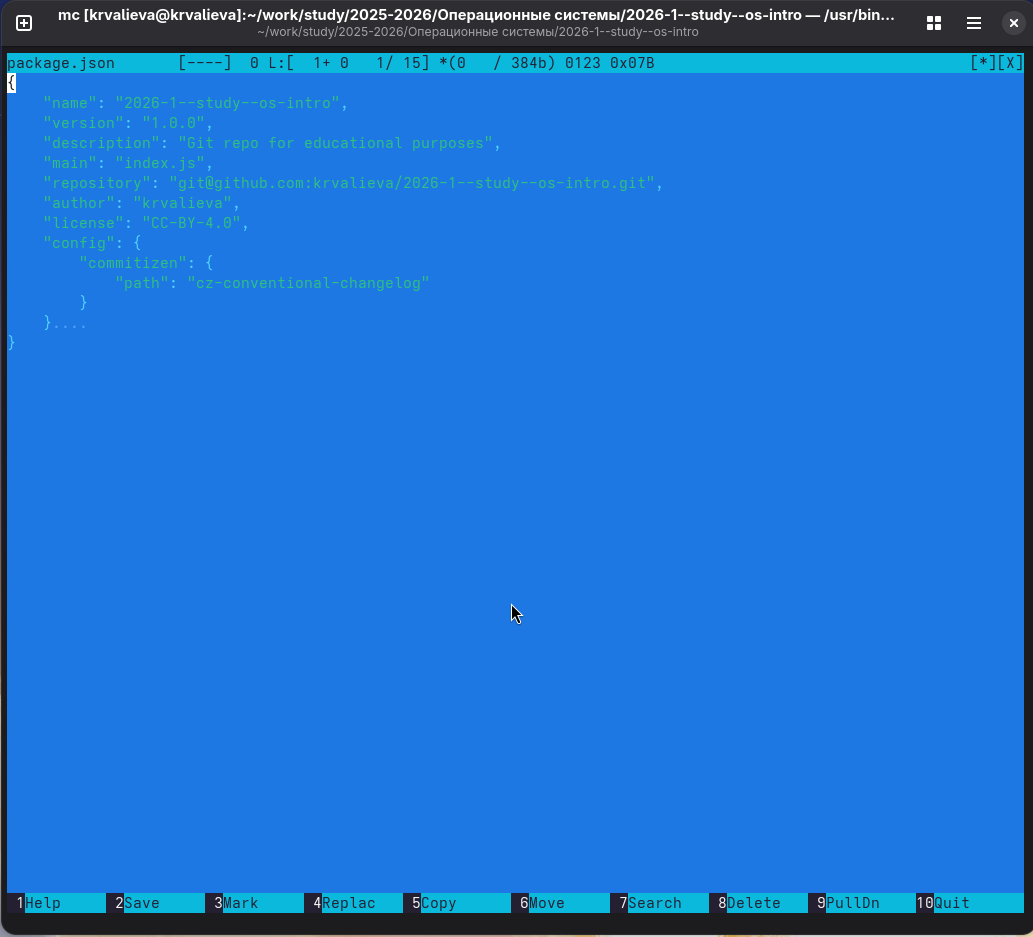 mc [krvalieva@krvalieva]:~/work/study/2025-2026/Операционные системы/2026-1--study--os-intro — /usr/bin…
~/work/study/2025-2026/Операционные системы/2026-1--study--os-intro
package.json       [----]  0 L:[  1+ 0   1/ 15] *(0   / 384b) 0123 0x07B                                   [*][X]
{
    "name": "2026-1--study--os-intro",
    "version": "1.0.0",
    "description": "Git repo for educational purposes",
    "main": "index.js",
    "repository": "git@github.com:krvalieva/2026-1--study--os-intro.git",
    "author": "krvalieva",
    "license": "CC-BY-4.0",
    "config": {
        "commitizen": {
            "path": "cz-conventional-changelog"
        }
    }....
}
1Help 2Save 3Mark 4Replac 5Copy 6Move 7Search 8Delete 9PullDn 10Quit